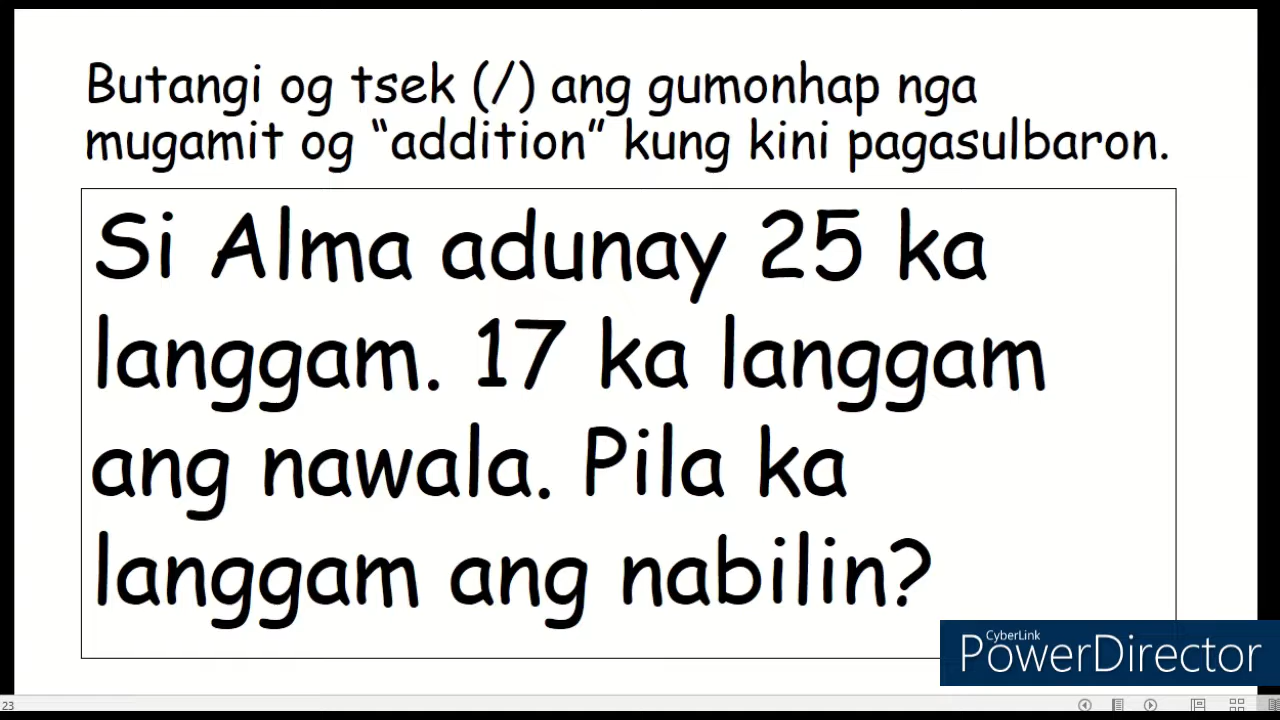 Butangi og tsek (/) ang gumonhap nga
mugamit og “addition” kung kini pagasulbaron.
Si Alma adunay 25 ka
langgam. 17 ka langgam
ang nawala. Pila ka
langgam ang nabilin?
CyberLink
PowerDirector
23